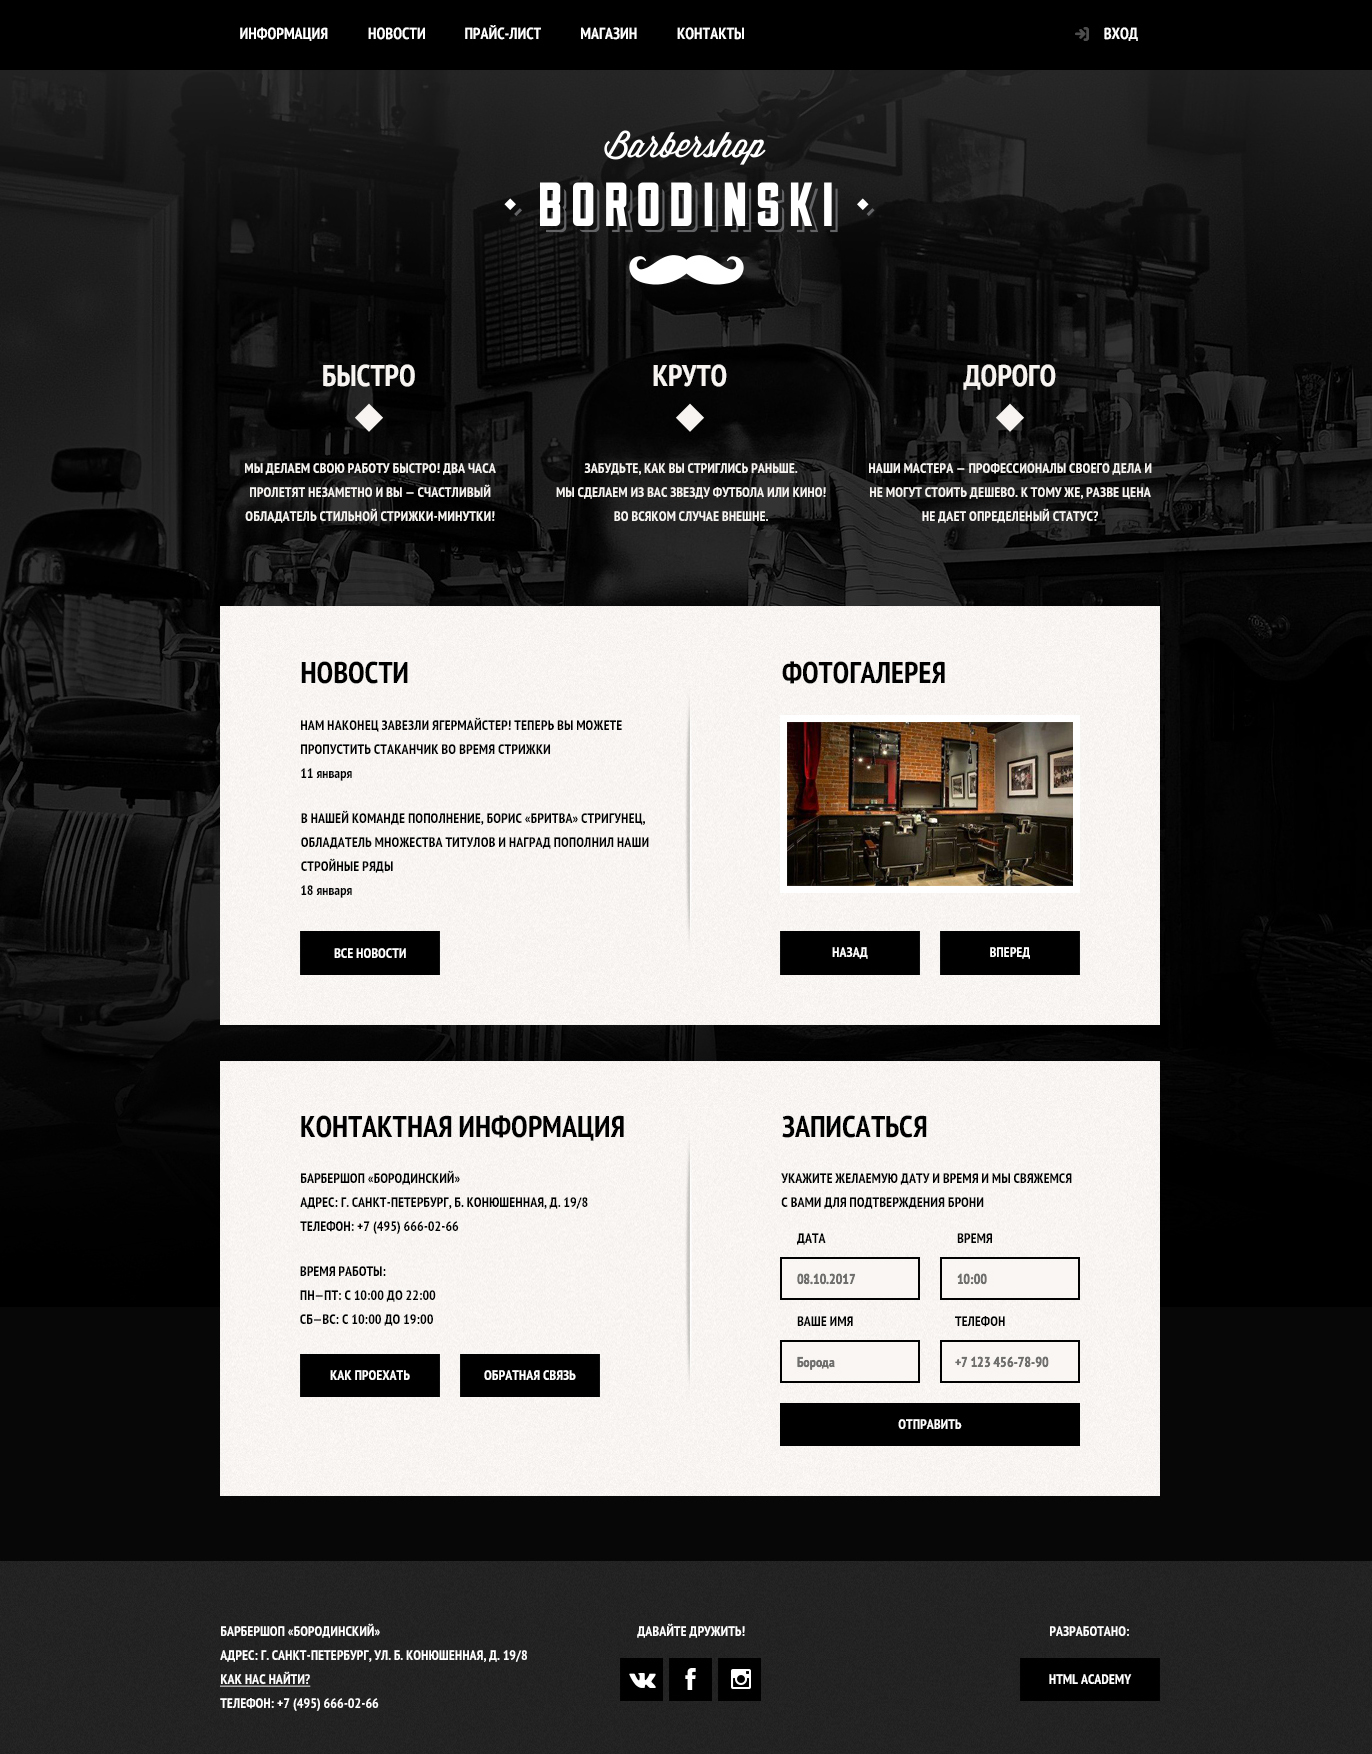 ИНФОРМАЦИЯ НОВОСТИ ПРАЙС-ЛИСТ МАГАЗИН КОНТАКТЫ ВХОД
Barbershop
BORODINSKI
БЫСТРО
МЫ ДЕЛАЕМ СВОЮ РАБОТУ БЫСТРО! ДВА ЧАСА
ПРОЛЕТЯТ НЕЗАМЕТНО И ВЫ — СЧАСТЛИВЫЙ
ОБЛАДАТЕЛЬ СТИЛЬНОЙ СТРИЖКИ-МИНУТКИ!
КРУТО
ЗАБУДЬТЕ, КАК ВЫ СТРИГЛИСЬ РАНЬШЕ.
МЫ СДЕЛАЕМ ИЗ ВАС ЗВЕЗДУ ФУТБОЛА ИЛИ КИНО!
ВО ВСЯКОМ СЛУЧАЕ ВНЕШНЕ.
ДОРОГО
НАШИ МАСТЕРА — ПРОФЕССИОНАЛЫ СВОЕГО ДЕЛА И
НЕ МОГУТ СТОИТЬ ДЕШЕВО. К ТОМУ ЖЕ, РАЗВЕ ЦЕНА
НЕ ДАЕТ ОПРЕДЕЛЕНЫЙ СТАТУС?
НОВОСТИ
НАМ НАКОНЕЦ ЗАВЕЗЛИ ЯГЕРМАЙСТЕР! ТЕПЕРЬ ВЫ МОЖЕТЕ
ПРОПУСТИТЬ СТАКАНЧИК ВО ВРЕМЯ СТРИЖКИ
11 января
В НАШЕЙ КОМАНДЕ ПОПОЛНЕНИЕ, БОРИС «БРИТВА» СТРИГУНЕЦ,
ОБЛАДАТЕЛЬ МНОЖЕСТВА ТИТУЛОВ И НАГРАД ПОПОЛНИЛ НАШИ
СТРОЙНЫЕ РЯДЫ
18 января
ВСЕ НОВОСТИ
ФОТОГАЛЕРЕЯ
НАЗАД ВПЕРЕД
КОНТАКТНАЯ ИНФОРМАЦИЯ
БАРБЕРШОП «БОРОДИНСКИЙ»
АДРЕС: Г. САНКТ-ПЕТЕРБУРГ, Б. КОНЮШЕННАЯ, Д. 19/8
ТЕЛЕФОН: +7 (495) 666-02-66
ВРЕМЯ РАБОТЫ:
ПН—ПТ: С 10:00 ДО 22:00
СБ—ВС: С 10:00 ДО 19:00
КАК ПРОЕХАТЬ ОБРАТНАЯ СВЯЗЬ
ЗАПИСАТЬСЯ
УКАЖИТЕ ЖЕЛАЕМУЮ ДАТУ И ВРЕМЯ И МЫ СВЯЖЕМСЯ
С ВАМИ ДЛЯ ПОДТВЕРЖДЕНИЯ БРОНИ
ДАТА ВРЕМЯ
08.10.2017 10:00
ВАШЕ ИМЯ ТЕЛЕФОН
Борода +7 123 456-78-90
ОТПРАВИТЬ
БАРБЕРШОП «БОРОДИНСКИЙ»
АДРЕС: Г. САНКТ-ПЕТЕРБУРГ, УЛ. Б. КОНЮШЕННАЯ, Д. 19/8
КАК НАС НАЙТИ?
ТЕЛЕФОН: +7 (495) 666-02-66
ДАВАЙТЕ ДРУЖИТЬ!
РАЗРАБОТАНО:
HTML ACADEMY